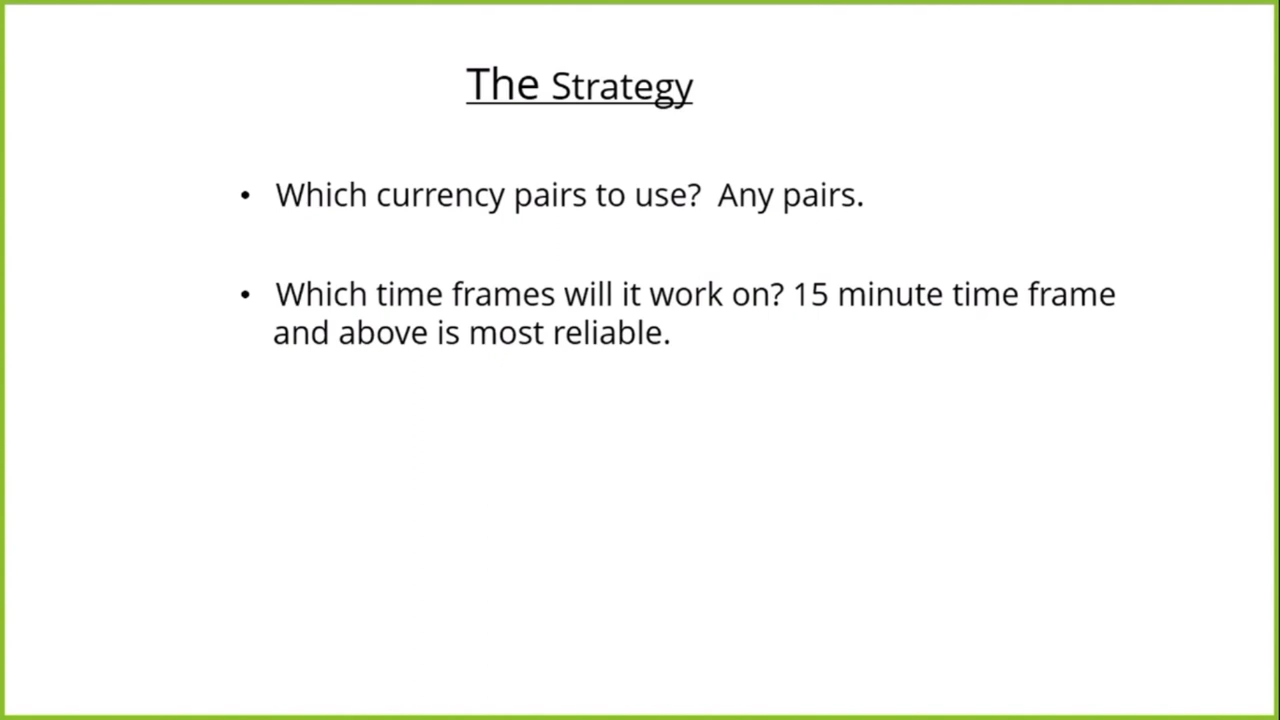 The Strategy
• Which currency pairs to use?  Any pairs.
• Which time frames will it work on? 15 minute time frame
and above is most reliable.